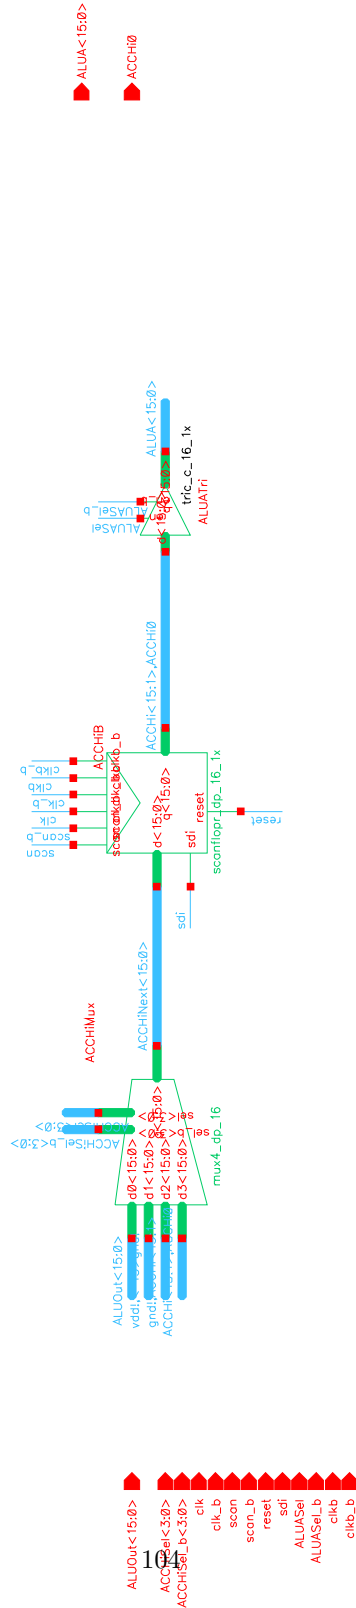 ALUA<15:0>
ACCHi0
ALUA<15:0>
tric_c_16_1x
ALUATri
ALUASel_b
ALUASel
ACCHi<15:1>,ACCHi0
ACCHiB
clkb_b
clkb
clk_b
clk
scan_b
scan
d<15:0>
q<15:0>
reset
sdi
scanflopr_dp_16_1x
reset
sdi
ACCHiNext<15:0>
ACCHiMux
mux4_dp_16
ACCHiSel_b<3:0>
d0<15:0>
d1<15:0>
d2<15:0>
d3<15:0>
ALUOut<15:0>
ALUOut<15:0>
ACCHiSel<3:0>
ACCHiSel_b<3:0>
clk
clk_b
scan
scan_b
reset
sdi
ALUASel
ALUASel_b
clkb
clkb_b
104